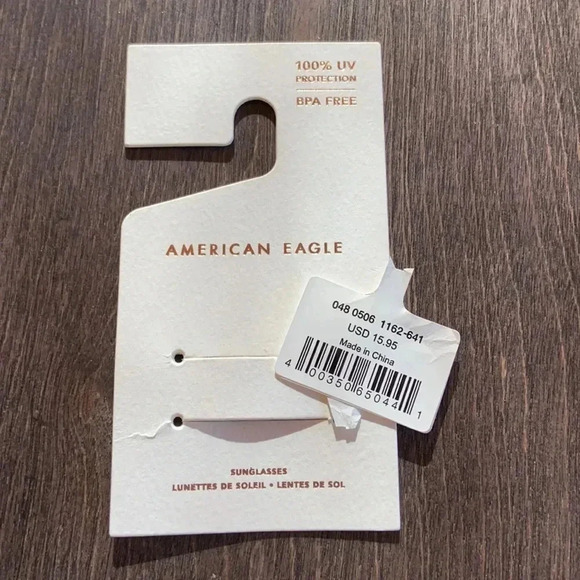 100% UV
PROTECTION
BPA FREE
AMERICAN EAGLE
048 0506 1162-641
USD 15.95
Made in China
4 00350 65044 1
SUNGLASSES
LUNETTES DE SOLEIL • LENTES DE SOL